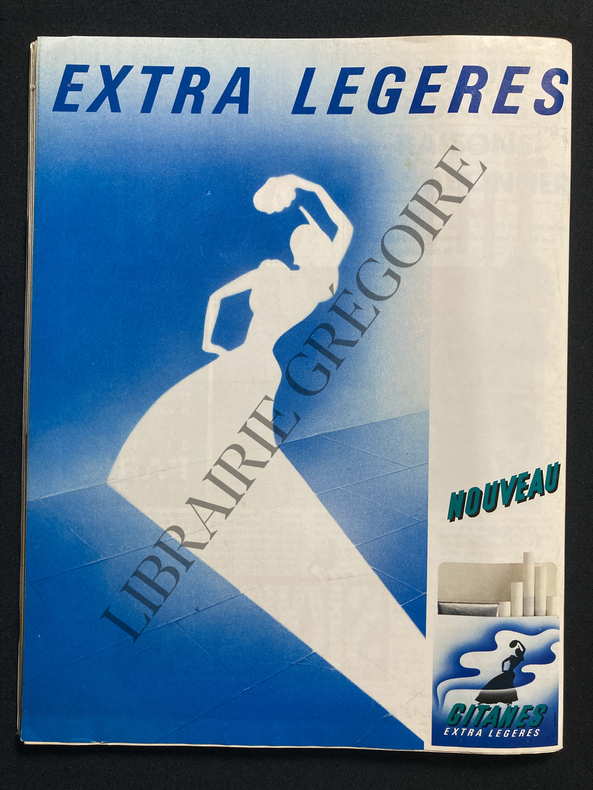 EXTRA LEGERES
LIBRAIRIE GRÉGOIRE
NOUVEAU
GITANES
EXTRA LEGERES